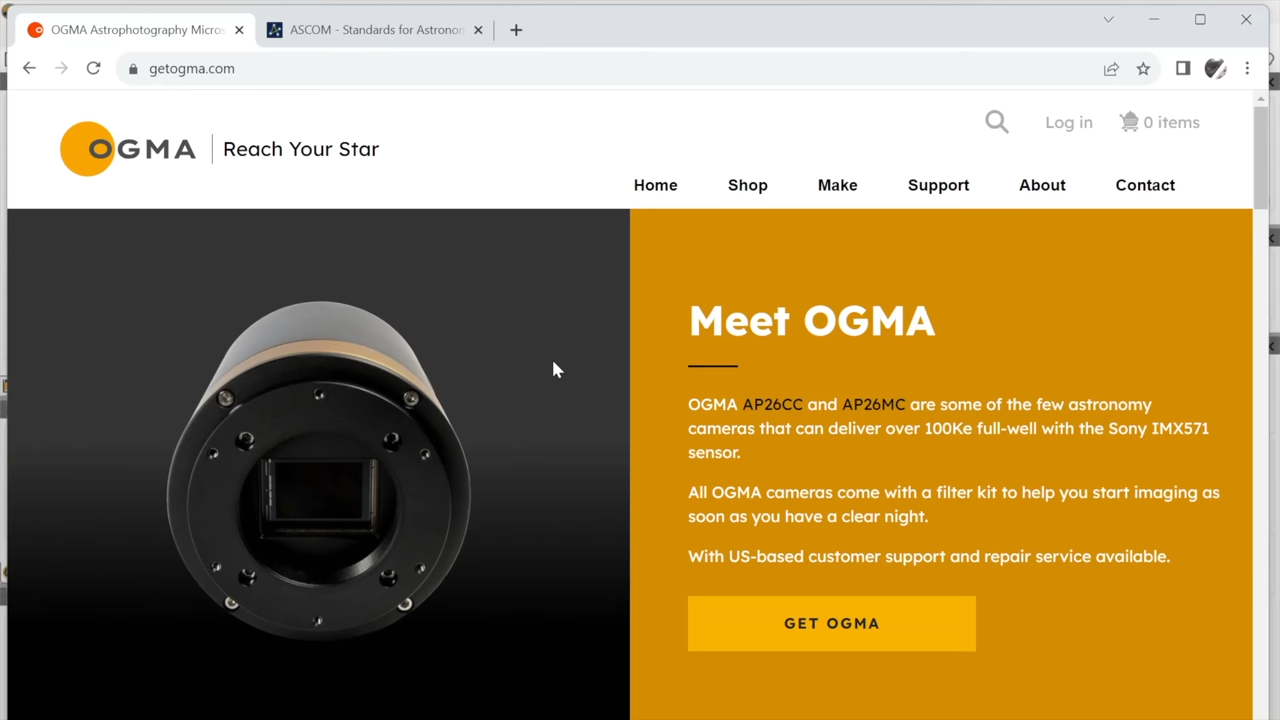 OGMA Astrophotography Micros
ASCOM - Standards for Astronom
getogma.com
OGMA
Reach Your Star
Log in
0 items
Home
Shop
Make
Support
About
Contact
Meet OGMA
OGMA AP26CC and AP26MC are some of the few astronomy
cameras that can deliver over 100Ke full-well with the Sony IMX571
sensor.
All OGMA cameras come with a filter kit to help you start imaging as
soon as you have a clear night.
With US-based customer support and repair service available.
GET OGMA